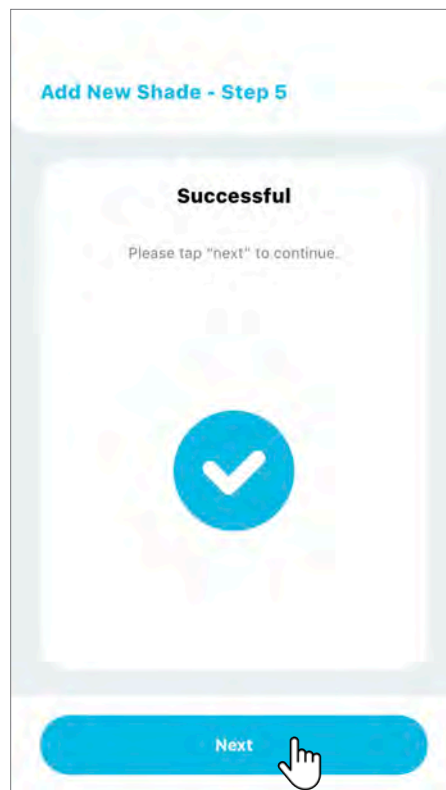 Add New Shade - Step 5
Successful
Please tap "next" to continue.
Next